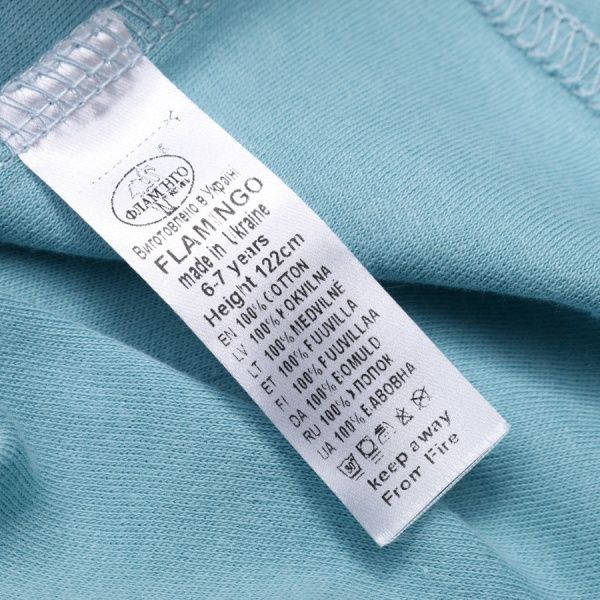 ФЛАМІНГО
Виготовлено в Україні
FLAMINGO
made in Ukraine
6-7 years
Height 122cm
EN 100% COTTON
LV 100% KOKVILNA
LT 100% MEDVILNĖ
ET 100% PUUVILLA
FI 100% PUUVILLAA
DA 100% BOMULD
RU 100% ХЛОПОК
UA 100% БАВОВНА
30°
keep away
From Fire